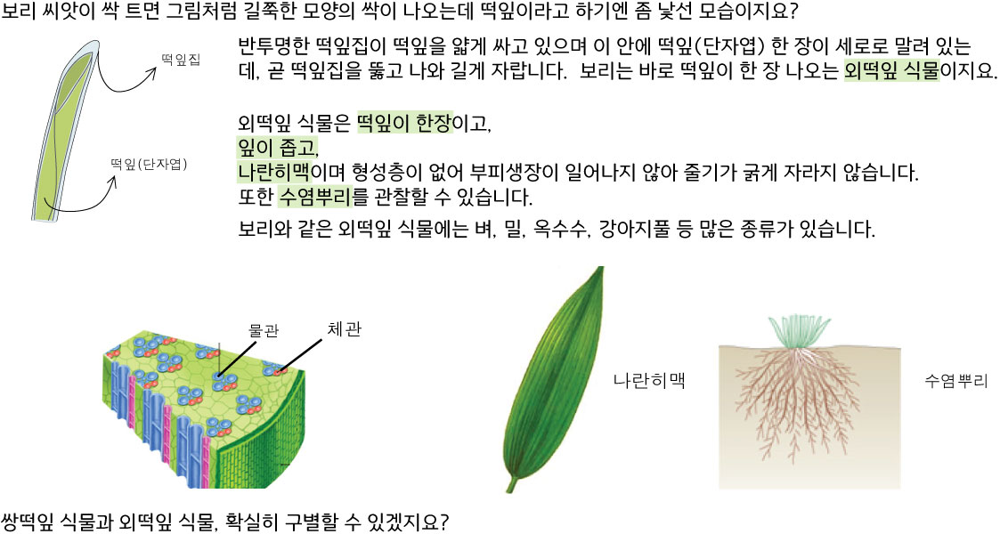 보리 씨앗이 싹 트면 그림처럼 길쭉한 모양의 싹이 나오는데 떡잎이라고 하기엔 좀 낯선 모습이지요?
떡잎집
반투명한 떡잎집이 떡잎을 얇게 싸고 있으며 이 안에 떡잎(단자엽) 한 장이 세로로 말려 있는
데, 곧 떡잎집을 뚫고 나와 길게 자랍니다. 보리는 바로 떡잎이 한 장 나오는 외떡잎 식물이지요.
외떡잎 식물은 떡잎이 한장이고,
잎이 좁고,
떡잎(단자엽)
나란히맥이며 형성층이 없어 부피생장이 일어나지 않아 줄기가 굵게 자라지 않습니다.
또한 수염뿌리를 관찰할 수 있습니다.
보리와 같은 외떡잎 식물에는 벼, 밀, 옥수수, 강아지풀 등 많은 종류가 있습니다.
물관
체관
나란히맥
수염뿌리
쌍떡잎 식물과 외떡잎 식물, 확실히 구별할 수 있겠지요?